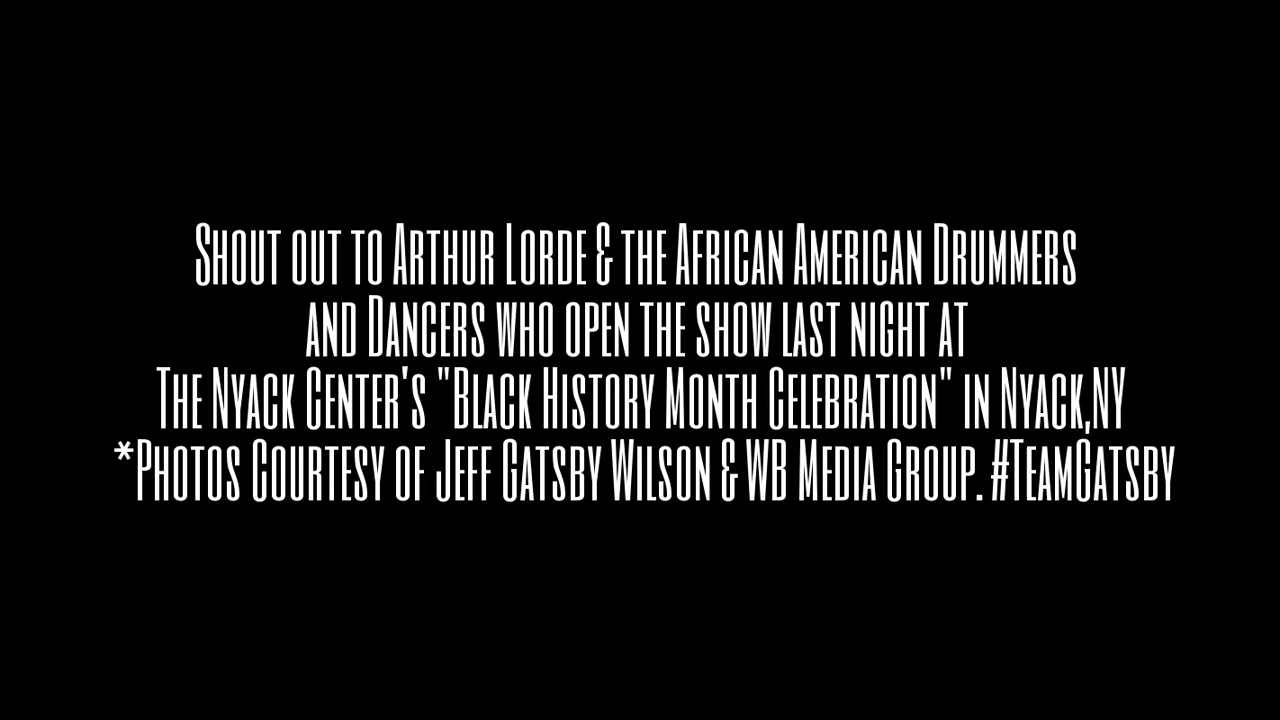 Shout out to Arthur Lorde & the African American Drummers
and Dancers who open the show last night at
The Nyack Center's "Black History Month Celebration" in Nyack,NY
*Photos Courtesy of Jeff Gatsby Wilson & WB Media Group. #TeamGatsby